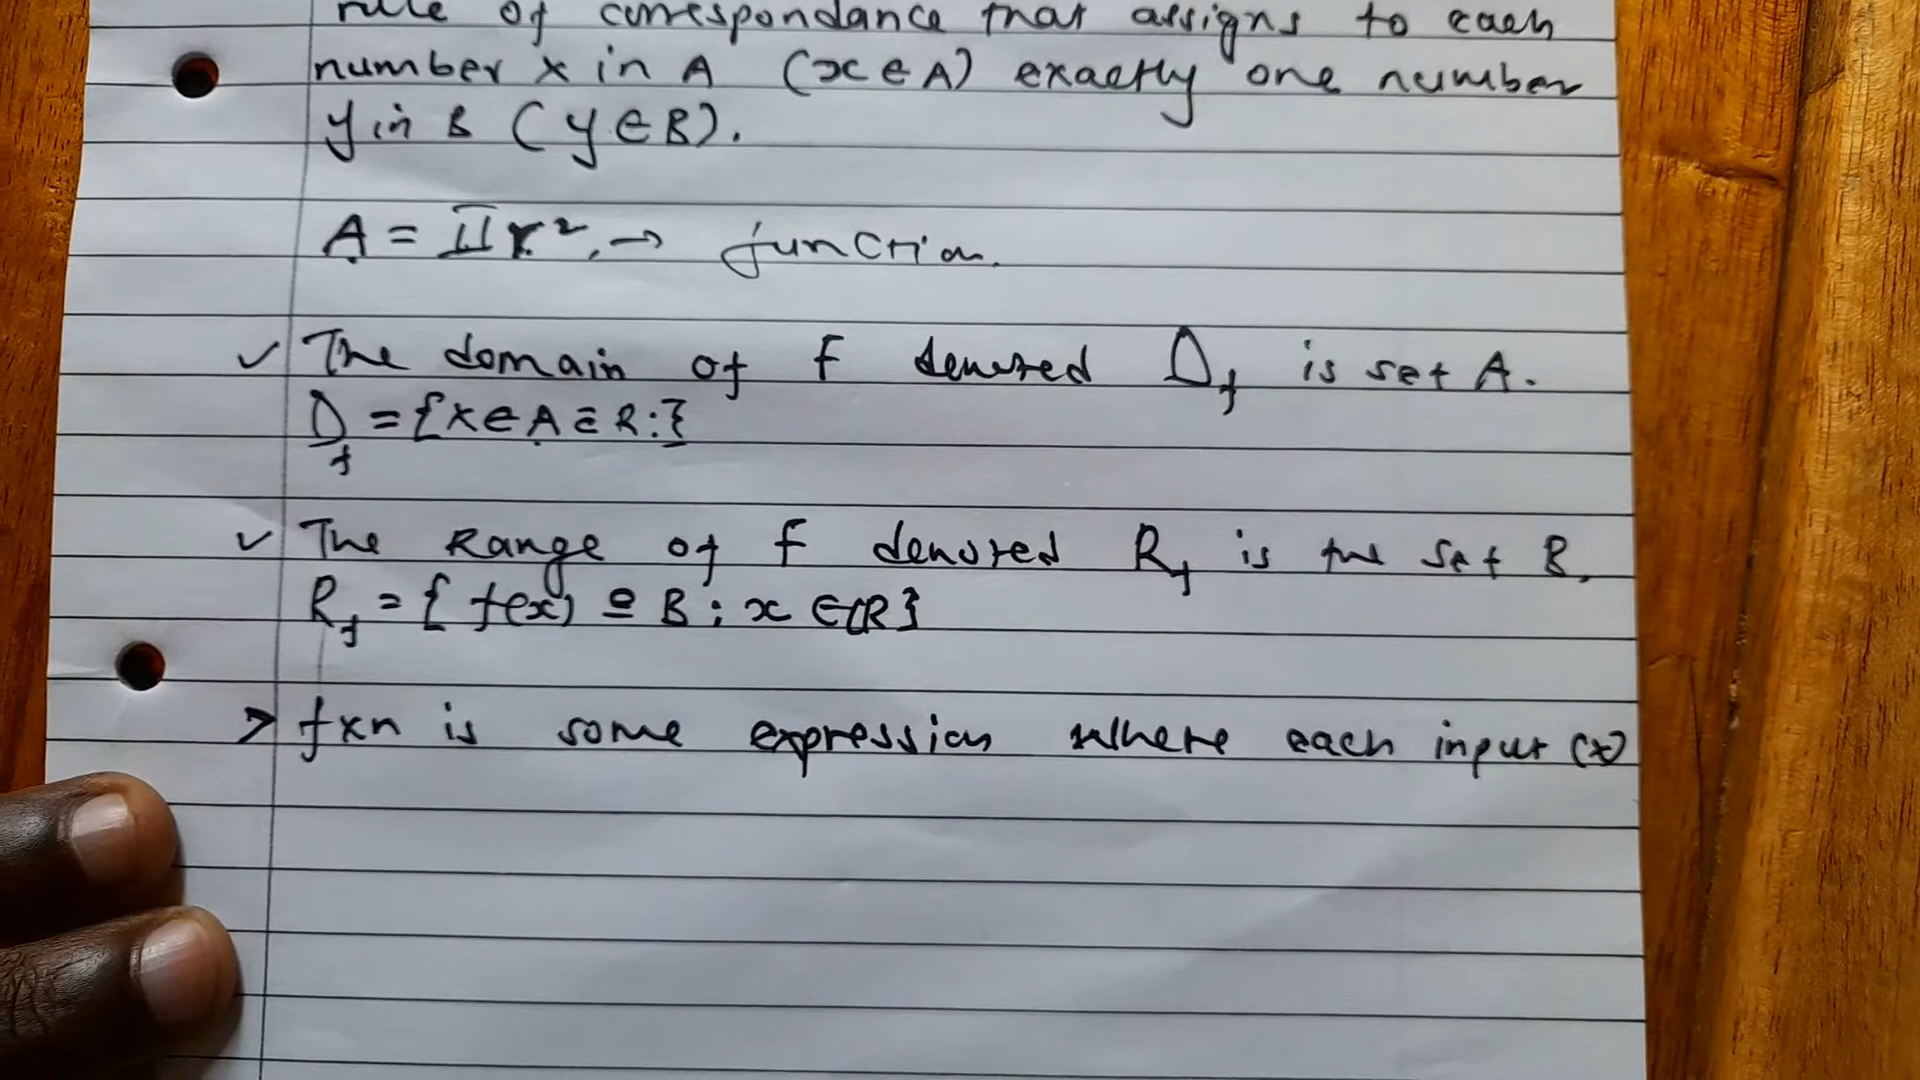 rule of correspondance that assigns to each
number x in A (x ∈ A) exactly one number
y in B (y ∈ B).
A = πr², → function.
✓ The domain of f denoted D_f is set A.
D_f = {x ∈ A ⊆ R:}
✓ The Range of f denoted R_f is the set B.
R_f = { f(x) ⊆ B : x ∈ R}
> fxn is some expression where each input (x)